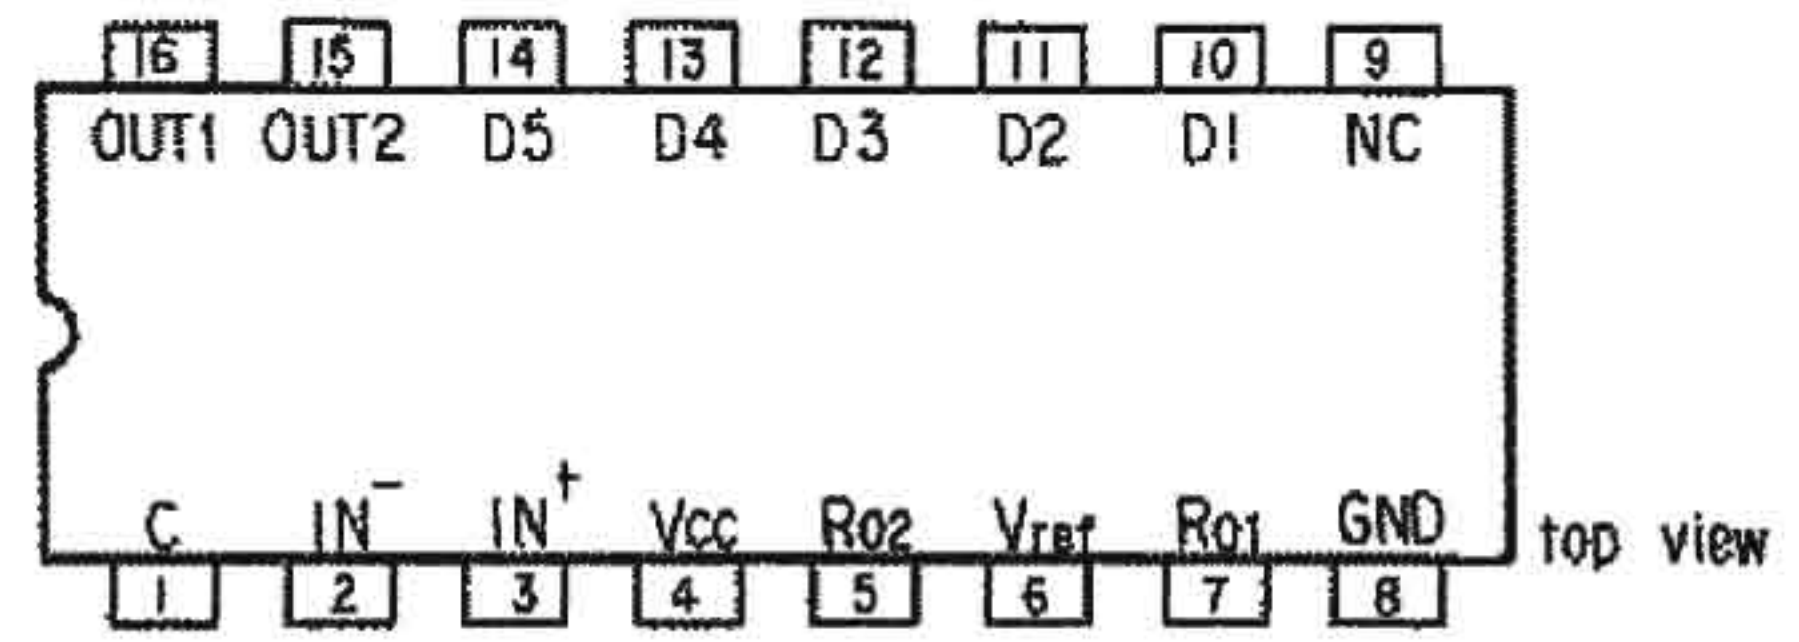 16 15 14 13 12 11 10 9
OUT1 OUT2 D5 D4 D3 D2 D1 NC
C IN⁻ IN⁺ Vcc Ro2 Vref Ro1 GND
top view
1 2 3 4 5 6 7 8